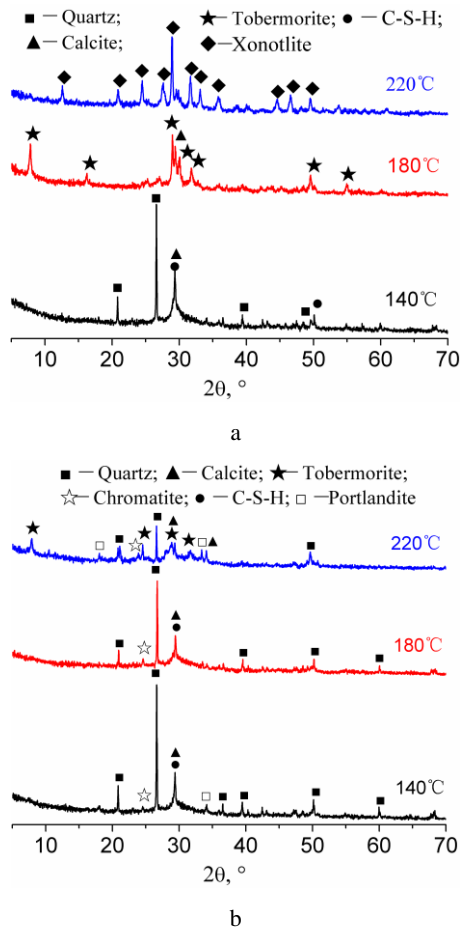 ■—Quartz; ★—Tobermorite; ●—C-S-H;
▲—Calcite; ◆—Xonotlite
220℃
180℃
140℃
10 20 30 40 50 60 70
2θ, °
a
■—Quartz; ▲—Calcite; ★—Tobermorite;
☆—Chromatite; ●—C-S-H; □—Portlandite
220℃
180℃
140℃
10 20 30 40 50 60 70
2θ, °
b